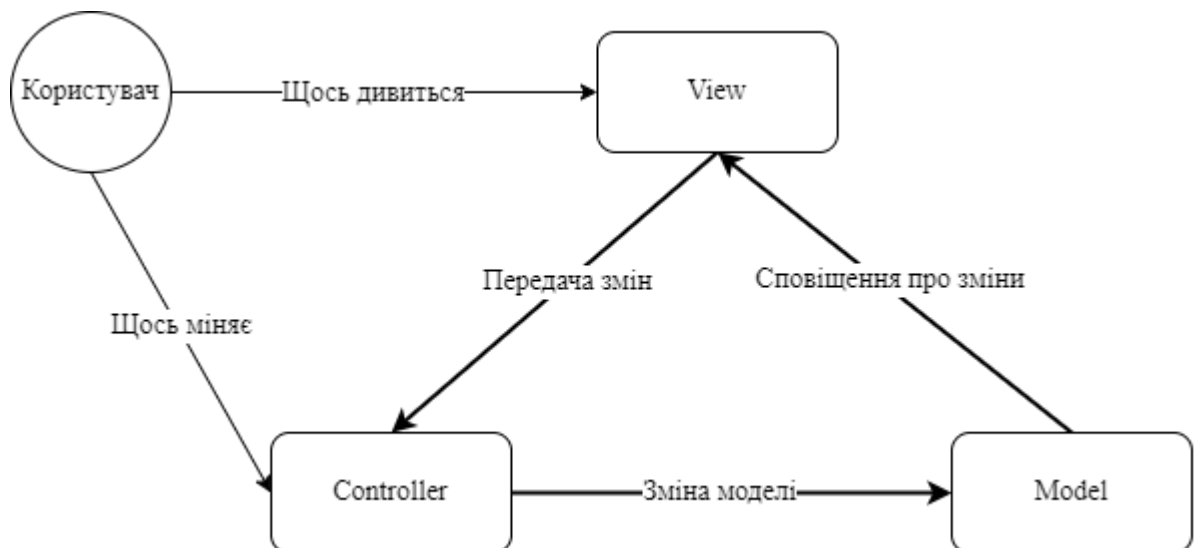 Користувач
Щось дивиться
View
Передача змін
Сповіщення про зміни
Щось міняє
Controller
Зміна моделі
Model